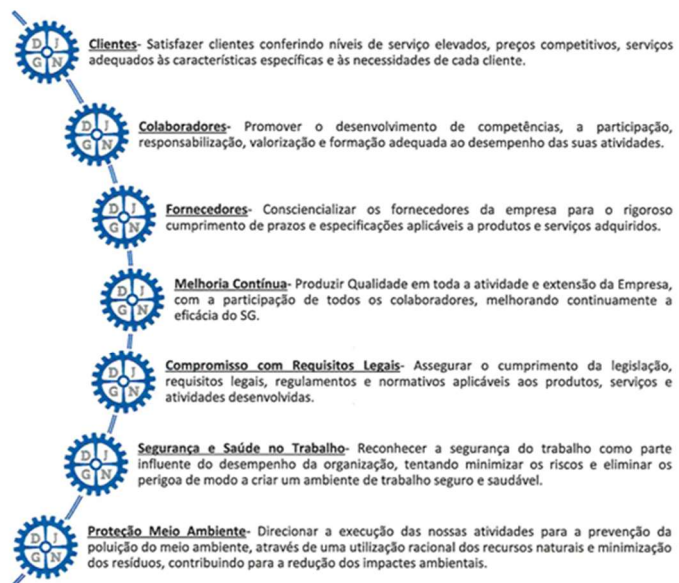 D J
G N
Clientes- Satisfazer clientes conferindo níveis de serviço elevados, preços competitivos, serviços
adequados às características específicas e às necessidades de cada cliente.
D J
G N
Colaboradores- Promover o desenvolvimento de competências, a participação,
responsabilização, valorização e formação adequada ao desempenho das suas atividades.
D J
G N
Fornecedores- Consciencializar os fornecedores da empresa para o rigoroso
cumprimento de prazos e especificações aplicáveis a produtos e serviços adquiridos.
D J
G N
Melhoria Contínua- Produzir Qualidade em toda a atividade e extensão da Empresa,
com a participação de todos os colaboradores, melhorando continuamente a
eficácia do SG.
D J
G N
Compromisso com Requisitos Legais- Assegurar o cumprimento da legislação,
requisitos legais, regulamentos e normativos aplicáveis aos produtos, serviços e
atividades desenvolvidas.
D J
G N
Segurança e Saúde no Trabalho- Reconhecer a segurança do trabalho como parte
influente do desempenho da organização, tentando minimizar os riscos e eliminar os
perigoa de modo a criar um ambiente de trabalho seguro e saudável.
D J
G N
Proteção Meio Ambiente- Direcionar a execução das nossas atividades para a prevenção da
poluição do meio ambiente, através de uma utilização racional dos recursos naturais e minimização
dos resíduos, contribuindo para a redução dos impactes ambientais.